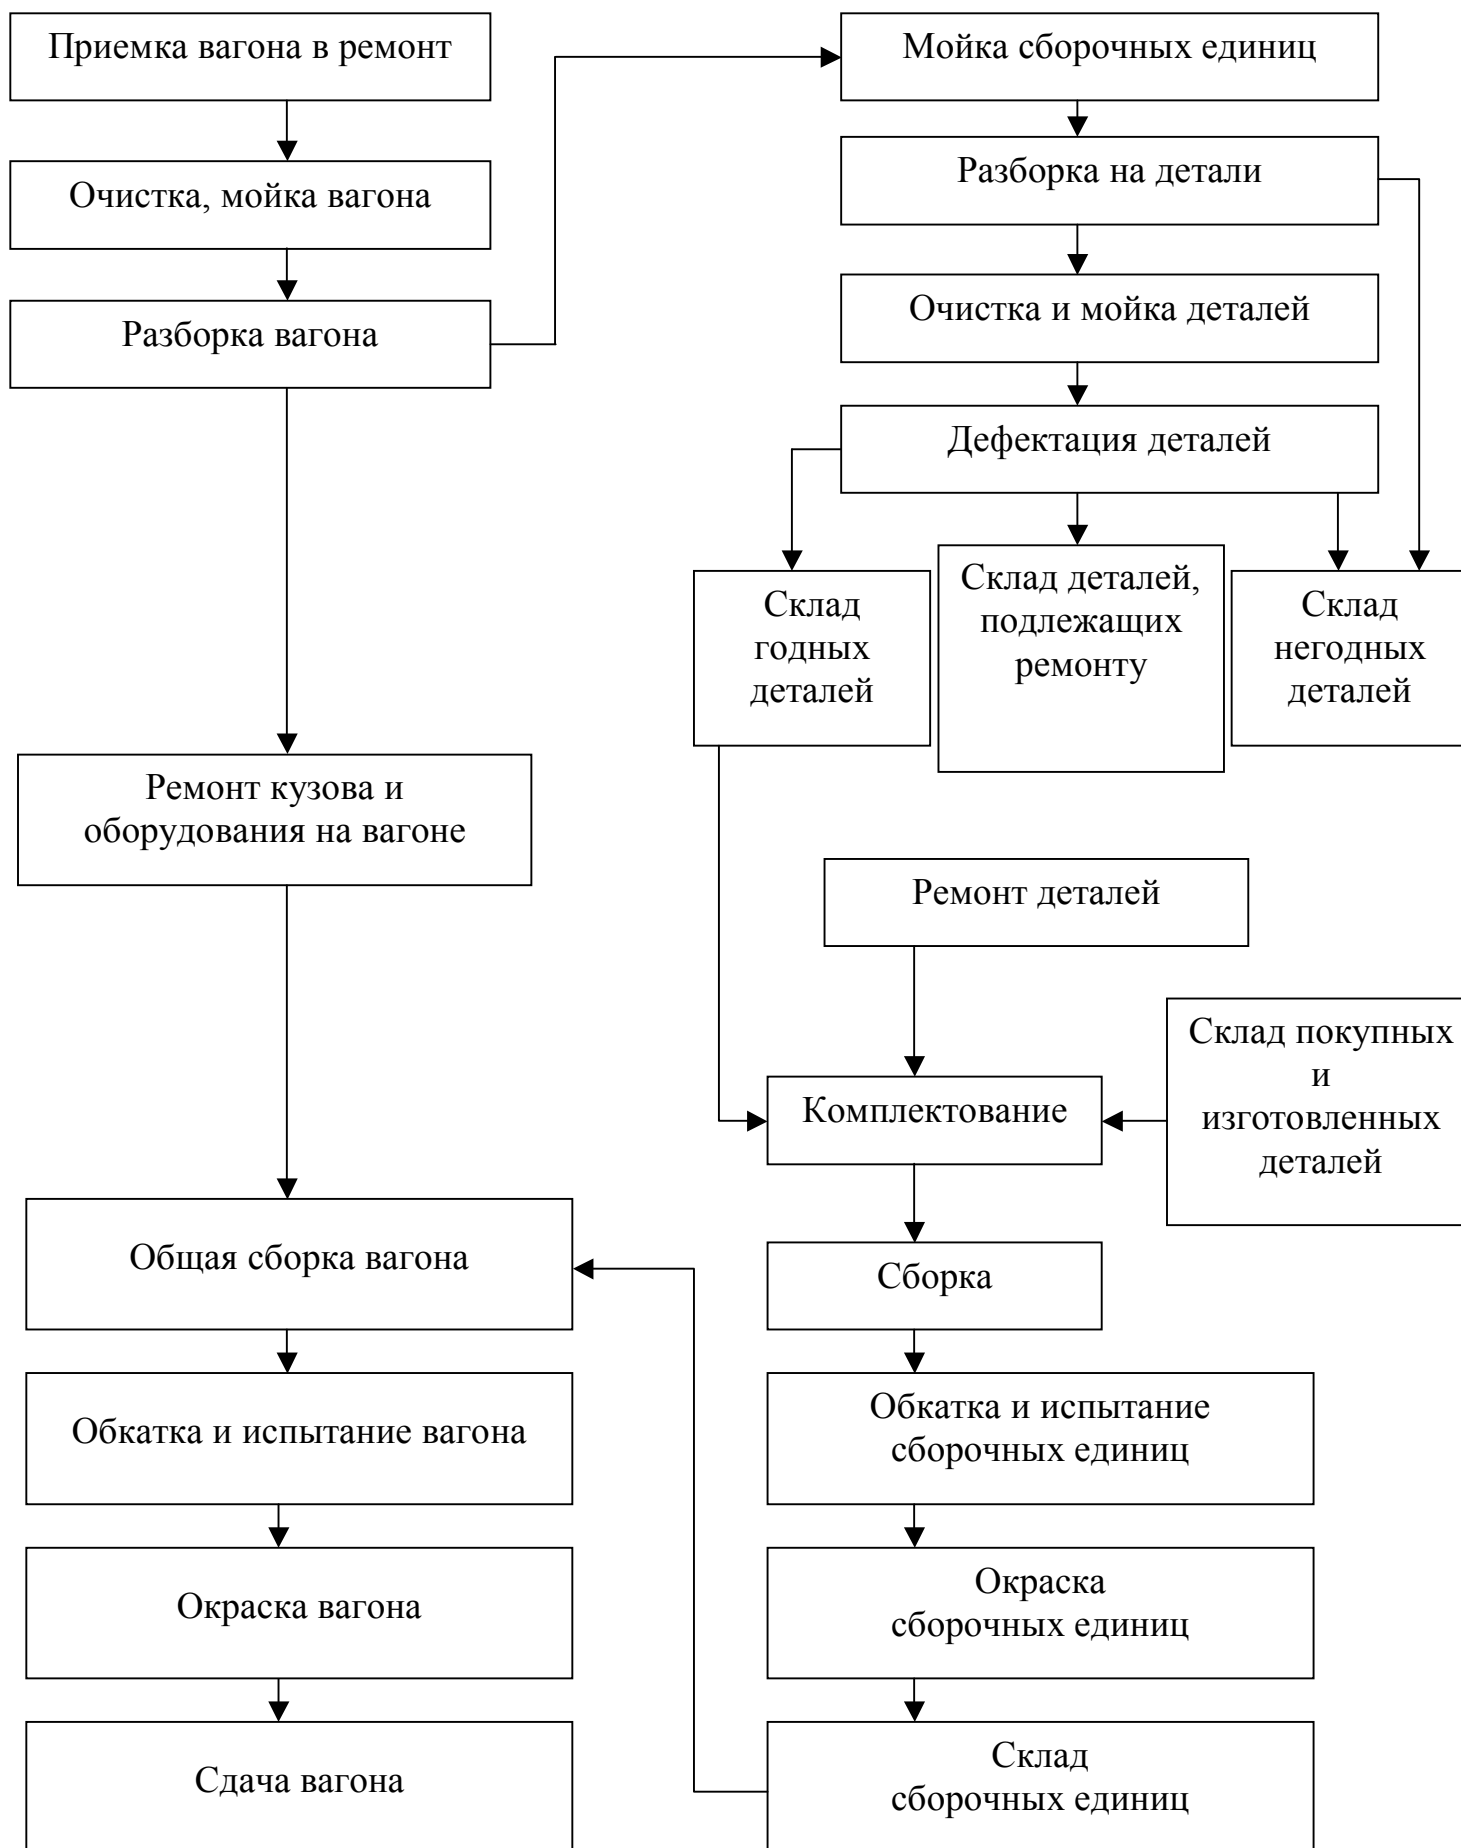 Приемка вагона в ремонт
Очистка, мойка вагона
Разборка вагона
Мойка сборочных единиц
Разборка на детали
Очистка и мойка деталей
Дефектация деталей
Склад
годных
деталей
Склад деталей,
подлежащих
ремонту
Склад
негодных
деталей
Ремонт кузова и
оборудования на вагоне
Ремонт деталей
Склад покупных
и
изготовленных
деталей
Комплектование
Общая сборка вагона
Сборка
Обкатка и испытание вагона
Обкатка и испытание
сборочных единиц
Окраска вагона
Окраска
сборочных единиц
Сдача вагона
Склад
сборочных единиц